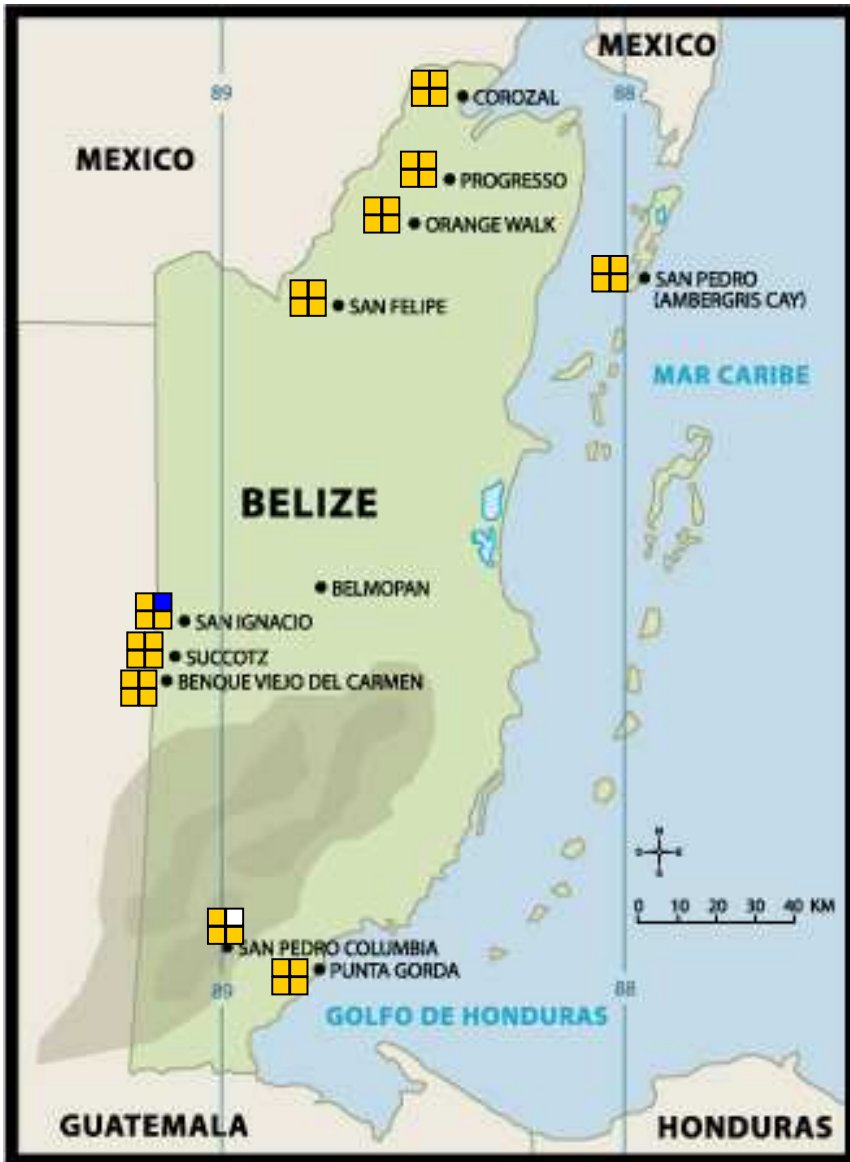 MEXICO
89
88
COROZAL
MEXICO
PROGRESSO
ORANGE WALK
SAN PEDRO
(AMBERGRIS CAY)
SAN FELIPE
MAR CARIBE
BELIZE
BELMOPAN
SAN IGNACIO
SUCCOTZ
BENQUE VIEJO DEL CARMEN
0 10 20 30 40 KM
SAN PEDRO COLUMBIA
PUNTA GORDA
89
88
GOLFO DE HONDURAS
GUATEMALA
HONDURAS